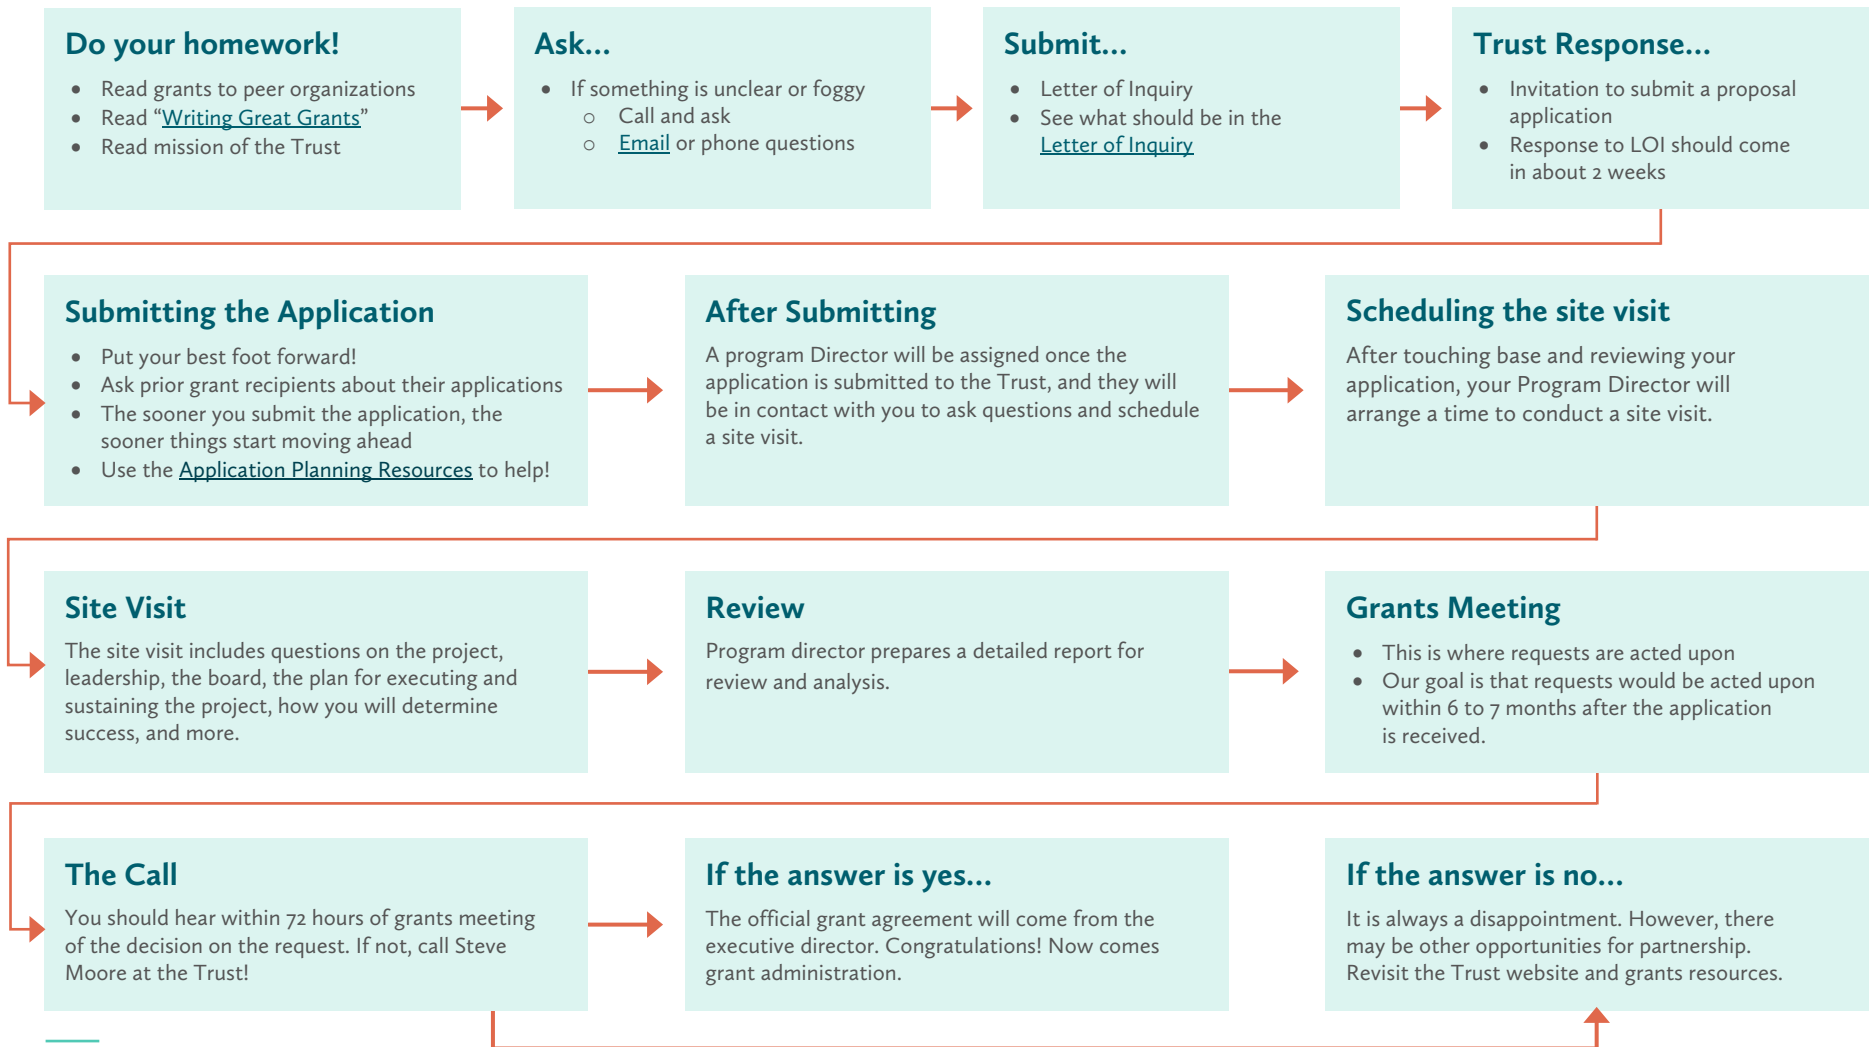 Do your homework!
• Read grants to peer organizations
• Read “Writing Great Grants”
• Read mission of the Trust
Ask...
• If something is unclear or foggy
○ Call and ask
○ Email or phone questions
Submit...
• Letter of Inquiry
• See what should be in the
Letter of Inquiry
Trust Response...
• Invitation to submit a proposal
application
• Response to LOI should come
in about 2 weeks
Submitting the Application
• Put your best foot forward!
• Ask prior grant recipients about their applications
• The sooner you submit the application, the
sooner things start moving ahead
• Use the Application Planning Resources to help!
After Submitting
A program Director will be assigned once the
application is submitted to the Trust, and they will
be in contact with you to ask questions and schedule
a site visit.
Scheduling the site visit
After touching base and reviewing your
application, your Program Director will
arrange a time to conduct a site visit.
Site Visit
The site visit includes questions on the project,
leadership, the board, the plan for executing and
sustaining the project, how you will determine
success, and more.
Review
Program director prepares a detailed report for
review and analysis.
Grants Meeting
• This is where requests are acted upon
• Our goal is that requests would be acted upon
within 6 to 7 months after the application
is received.
The Call
You should hear within 72 hours of grants meeting
of the decision on the request. If not, call Steve
Moore at the Trust!
If the answer is yes...
The official grant agreement will come from the
executive director. Congratulations! Now comes
grant administration.
If the answer is no...
It is always a disappointment. However, there
may be other opportunities for partnership.
Revisit the Trust website and grants resources.